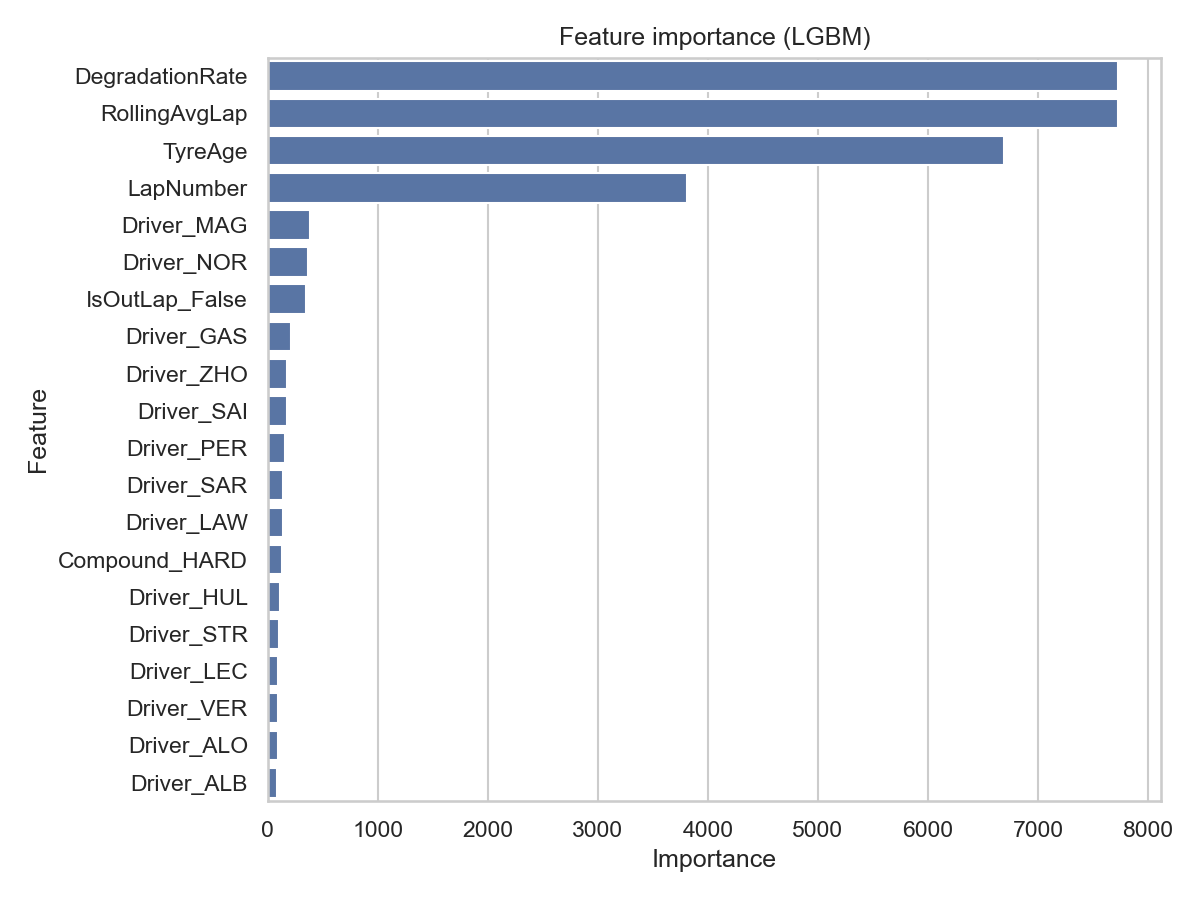 Feature importance (LGBM)
DegradationRate
RollingAvgLap
TyreAge
LapNumber
Driver_MAG
Driver_NOR
IsOutLap_False
Driver_GAS
Driver_ZHO
Driver_SAI
Driver_PER
Driver_SAR
Driver_LAW
Compound_HARD
Driver_HUL
Driver_STR
Driver_LEC
Driver_VER
Driver_ALO
Driver_ALB
Feature
0 1000 2000 3000 4000 5000 6000 7000 8000
Importance